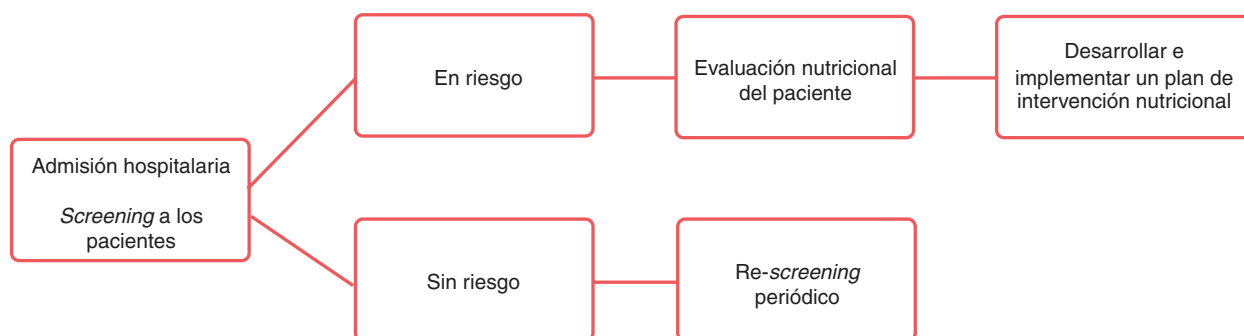 Admisión hospitalaria
Screening a los
pacientes
En riesgo
Evaluación nutricional
del paciente
Desarrollar e
implementar un plan de
intervención nutricional
Sin riesgo
Re-screening
periódico